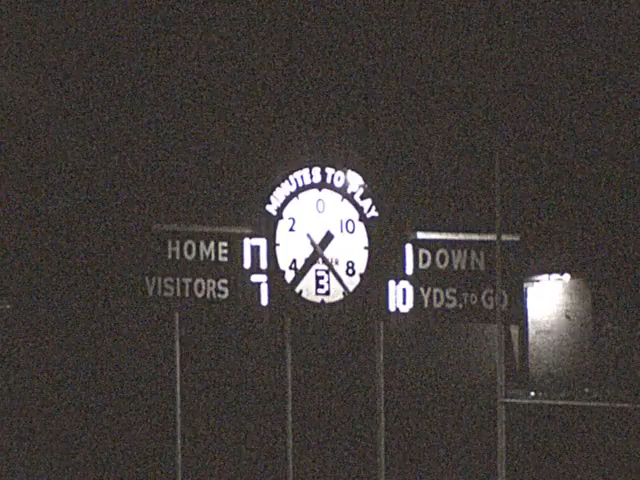 MINUTES TO PLAY
0
2 10
4 8
QUARTER
3
HOME 17
VISITORS 7
1 DOWN
10 YDS. TO GO